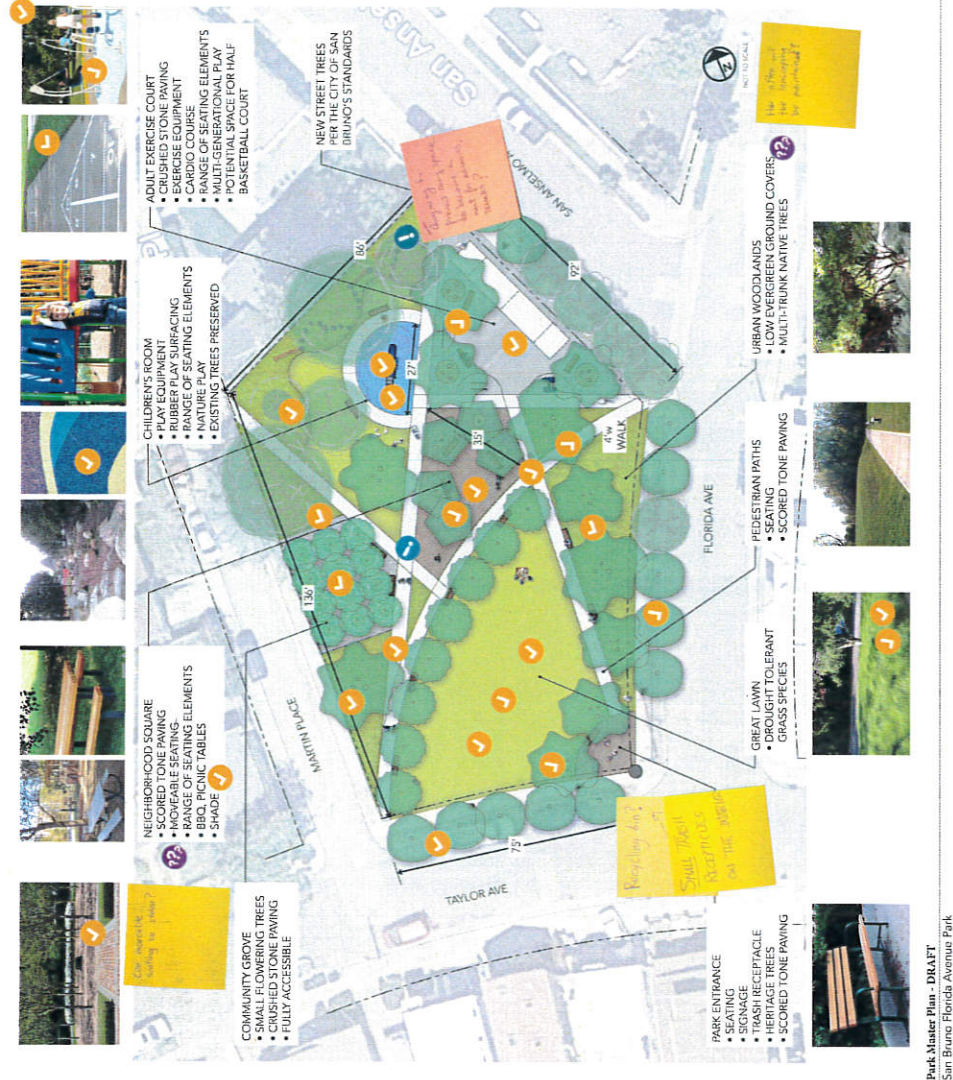 ADULT EXERCISE COURT
• CRUSHED STONE PAVING
• EXERCISE EQUIPMENT
• CARDIO COURSE
• RANGE OF SEATING ELEMENTS
• MULTI-GENERATIONAL PLAY
• POTENTIAL SPACE FOR HALF
BASKETBALL COURT
NEW STREET TREES
PER THE CITY OF SAN
BRUNO'S STANDARDS
CHILDREN'S ROOM
• PLAY EQUIPMENT
• RUBBER PLAY SURFACING
• RANGE OF SEATING ELEMENTS
• NATURE PLAY
• EXISTING TREES PRESERVED
NEIGHBORHOOD SQUARE
• SCORED TONE PAVING
• MOVEABLE SEATING
• RANGE OF SEATING ELEMENTS
• BBQ, PICNIC TABLES
• SHADE
???
COMMUNITY GROVE
• SMALL FLOWERING TREES
• CRUSHED STONE PAVING
• FULLY ACCESSIBLE
PARK ENTRANCE
• SEATING
• SIGNAGE
• TRASH RECEPTACLE
• HERITAGE TREES
• SCORED TONE PAVING
GREAT LAWN
• DROUGHT TOLERANT
GRASS SPECIES
PEDESTRIAN PATHS
• SEATING
• SCORED TONE PAVING
URBAN WOODLANDS
• LOW EVERGREEN GROUND COVERS
• MULTI-TRUNK NATIVE TREES
???
MARTIN PLACE
TAYLOR AVE
FLORIDA AVE
SAN ANSELMO
San Anselmo
86'
92'
27'
35'
136'
75'
4'w
WALK
N
NOT TO SCALE
Recycling bin?
SMALL TRASH
RECEPTICLES
ON THE
seating
be maintained?
Park Master Plan - DRAFT
San Bruno Florida Avenue Park